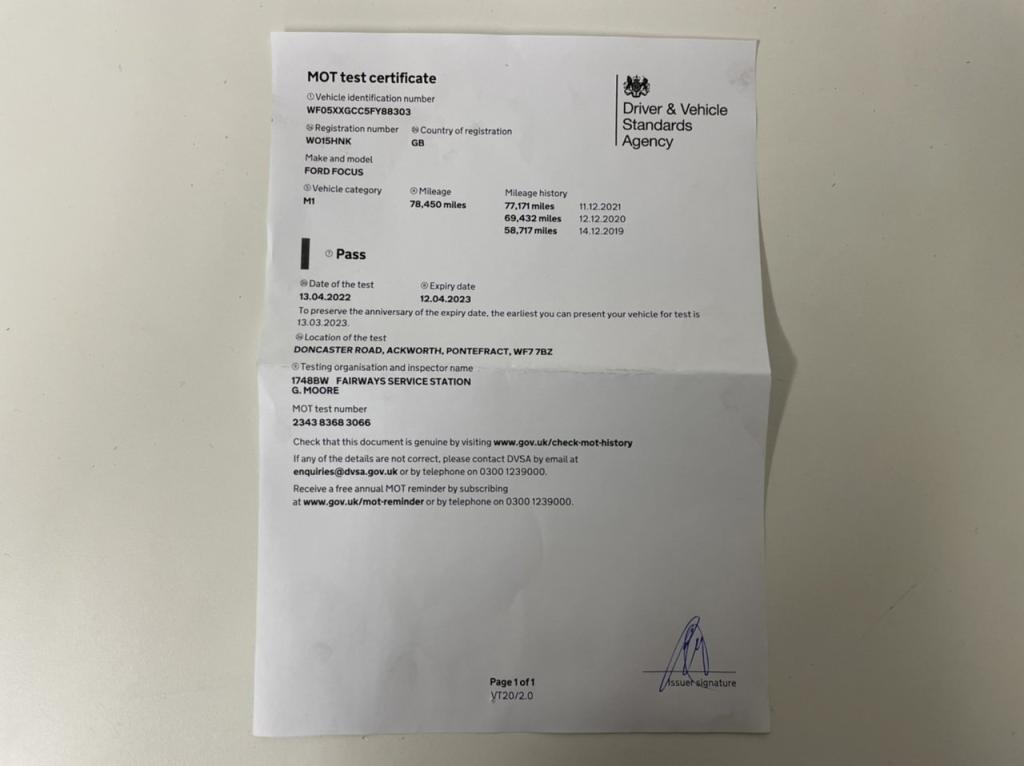 MOT test certificate
Driver & Vehicle
Standards
Agency
① Vehicle identification number
WF05XXGCC5FY88303
Registration number Country of registration
WO15HNK GB
Make and model
FORD FOCUS
⑤ Vehicle category ④ Mileage Mileage history
M1 78,450 miles 77,171 miles 11.12.2021
69,432 miles 12.12.2020
58,717 miles 14.12.2019
⑦ Pass
Date of the test ⑧ Expiry date
13.04.2022 12.04.2023
To preserve the anniversary of the expiry date, the earliest you can present your vehicle for test is
13.03.2023.
Location of the test
DONCASTER ROAD, ACKWORTH, PONTEFRACT, WF7 7BZ
⑨ Testing organisation and inspector name
1748BW FAIRWAYS SERVICE STATION
G. MOORE
MOT test number
2343 8368 3066
Check that this document is genuine by visiting www.gov.uk/check-mot-history
If any of the details are not correct, please contact DVSA by email at
enquiries@dvsa.gov.uk or by telephone on 0300 1239000.
Receive a free annual MOT reminder by subscribing
at www.gov.uk/mot-reminder or by telephone on 0300 1239000.
Issuer signature
Page 1 of 1
VT20/2.0